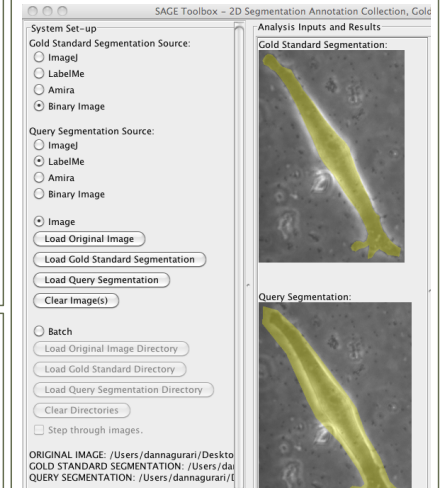 SAGE Toolbox – 2D Segmentation Annotation Collection, Gold
System Set-up
Gold Standard Segmentation Source:
ImageJ
LabelMe
Amira
Binary Image
Query Segmentation Source:
ImageJ
LabelMe
Amira
Binary Image
Image
Load Original Image
Load Gold Standard Segmentation
Load Query Segmentation
Clear Image(s)
Batch
Load Original Image Directory
Load Gold Standard Directory
Load Query Segmentation Directory
Clear Directories
Step through images.
ORIGINAL IMAGE: /Users/dannagurari/Deskto
GOLD STANDARD SEGMENTATION: /Users/da
QUERY SEGMENTATION: /Users/dannagurari/
Analysis Inputs and Results
Gold Standard Segmentation:
Query Segmentation: